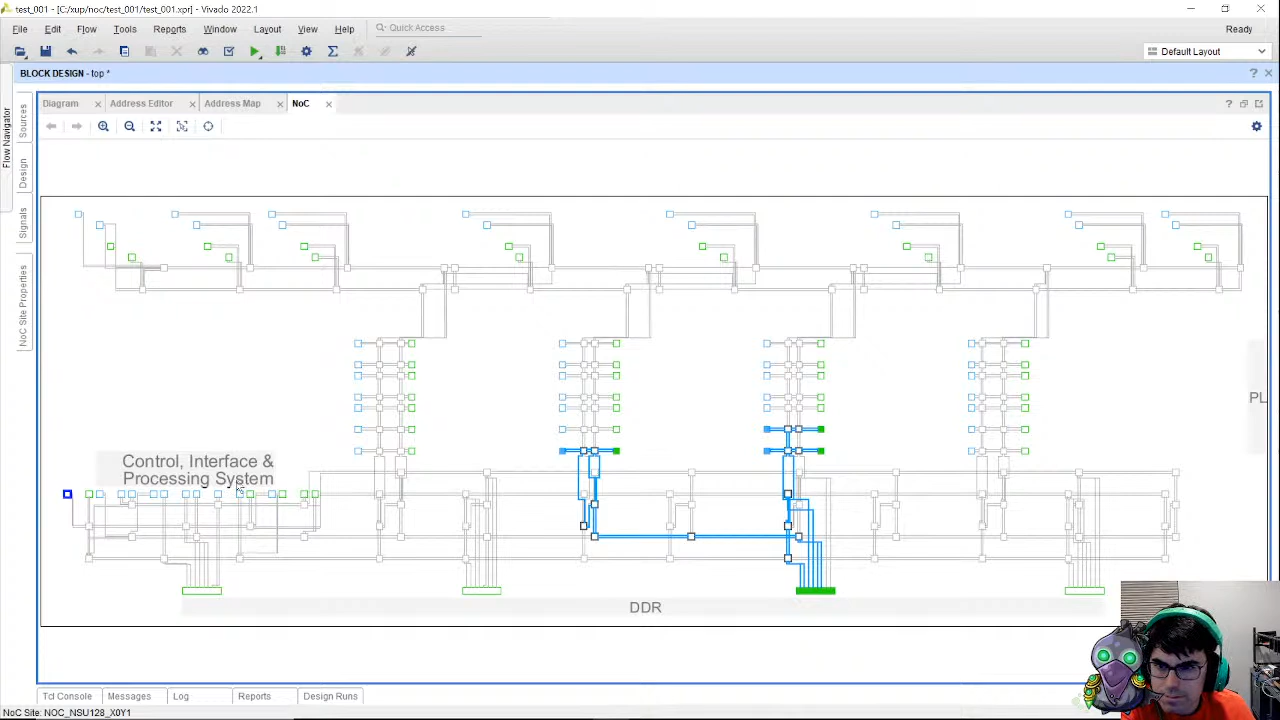 test_001 - [C:/xup/noc/test_001/test_001.xpr] - Vivado 2022.1
File Edit Flow Tools Reports Window Layout View Help Quick Access Ready
Default Layout
BLOCK DESIGN - top *
Diagram Address Editor Address Map NoC
Flow Navigator
Sources
Design
Signals
NoC Site Properties
Control, Interface &
Processing System
PL
DDR
Tcl Console Messages Log Reports Design Runs
NoC Site: NOC_NSU128_X0Y1